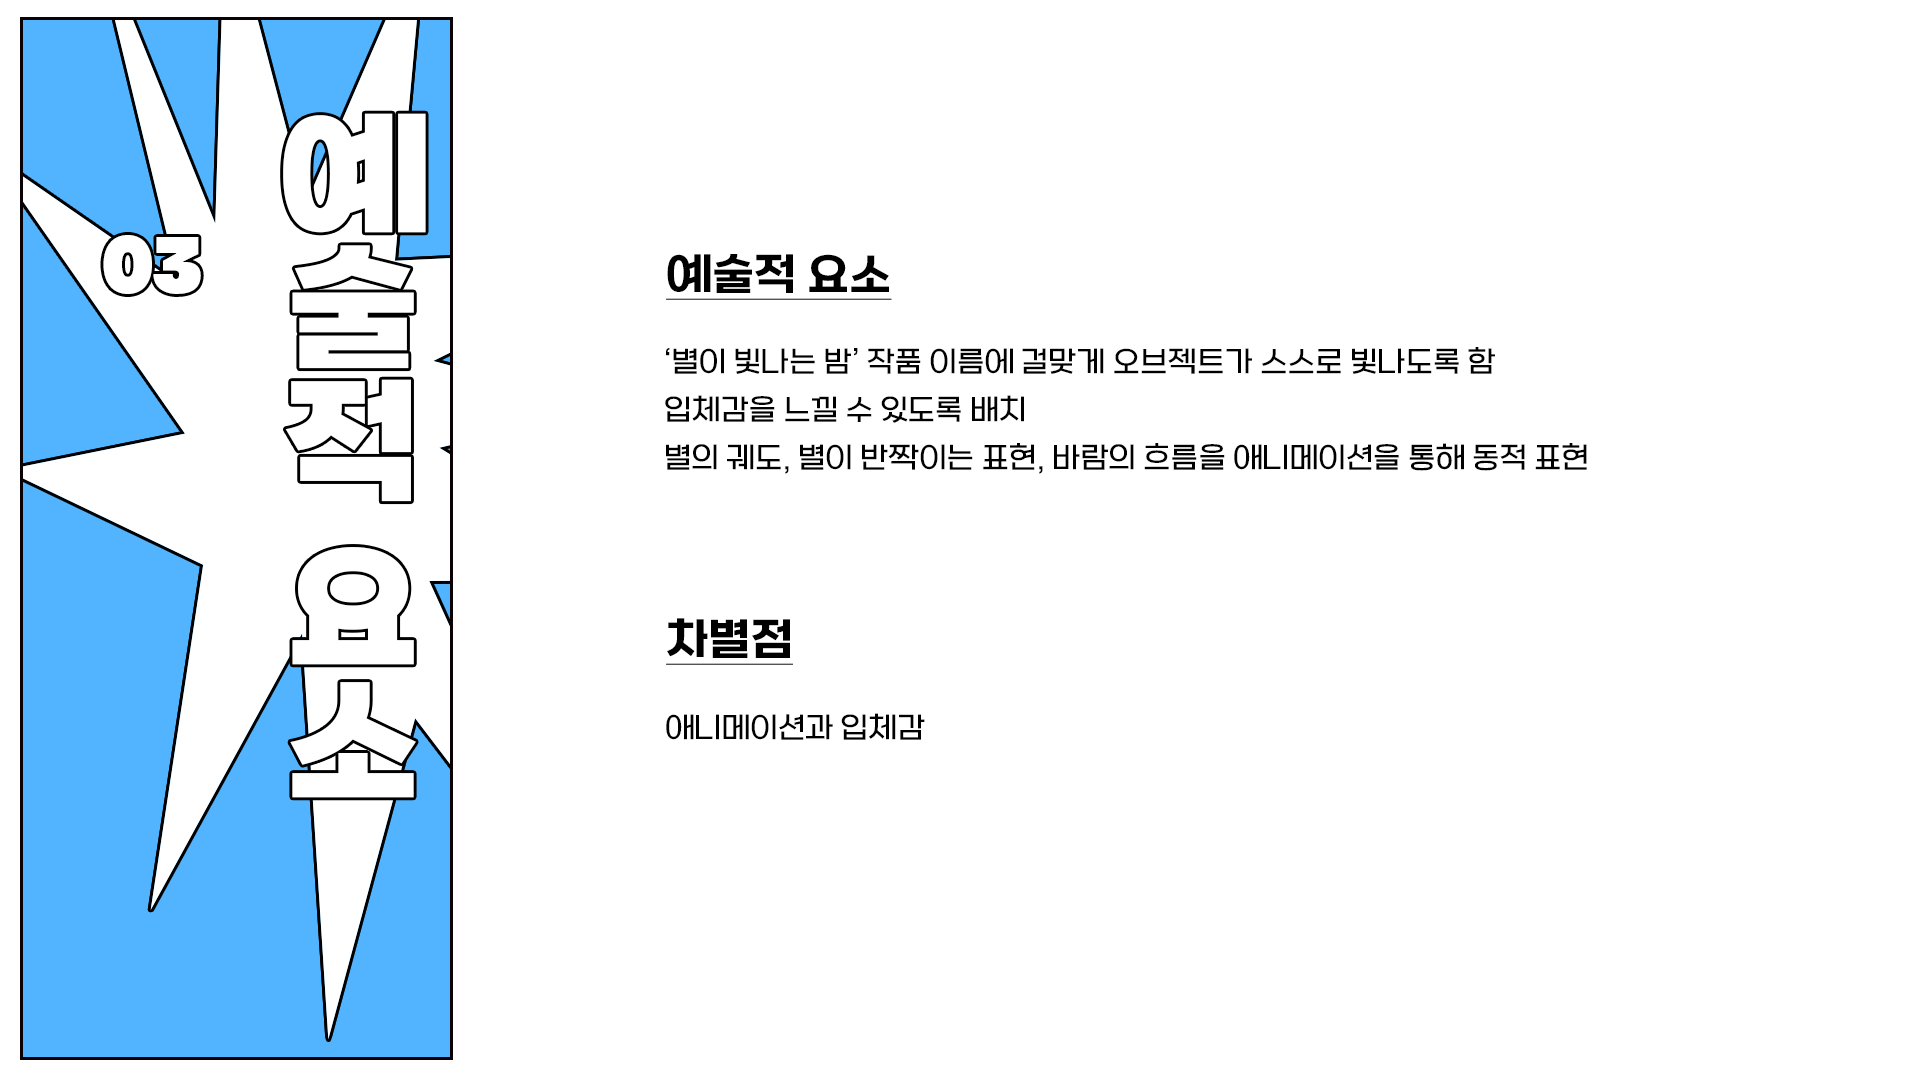 03
예술적 요소
예술적 요소
‘별이 빛나는 밤’ 작품 이름에 걸맞게 오브젝트가 스스로 빛나도록 함
입체감을 느낄 수 있도록 배치
별의 궤도, 별이 반짝이는 표현, 바람의 흐름을 애니메이션을 통해 동적 표현
차별점
애니메이션과 입체감